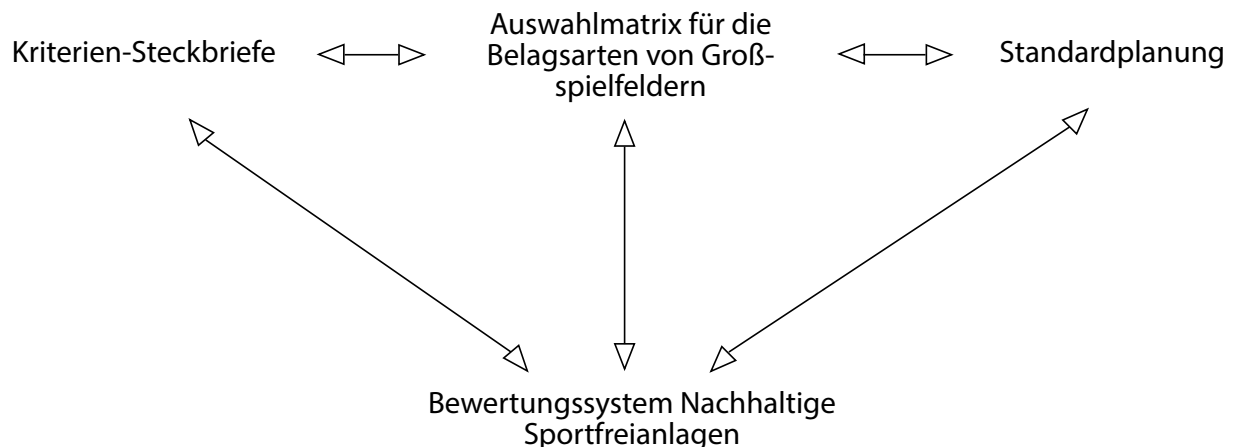 Kriterien-Steckbriefe
Auswahlmatrix für die
Belagsarten von Groß-
spielfeldern
Standardplanung
Bewertungssystem Nachhaltige
Sportfreianlagen